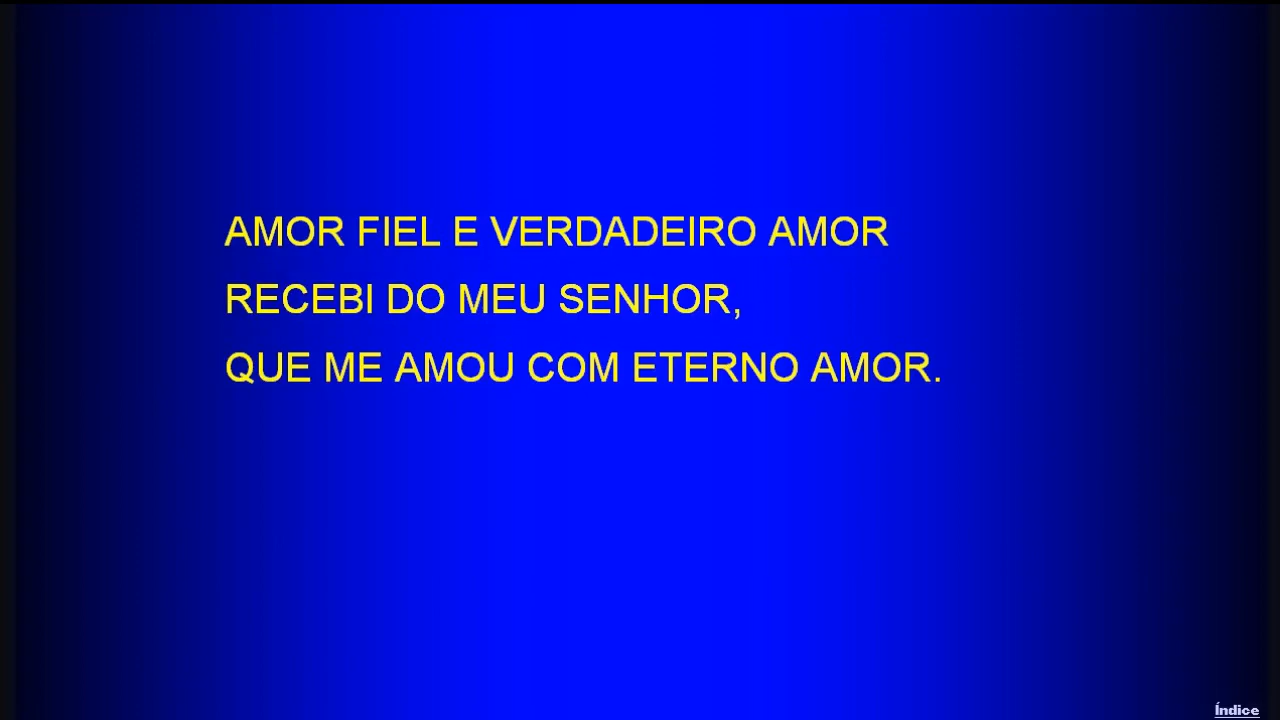 AMOR FIEL E VERDADEIRO AMOR
RECEBI DO MEU SENHOR,
QUE ME AMOU COM ETERNO AMOR.
Índice